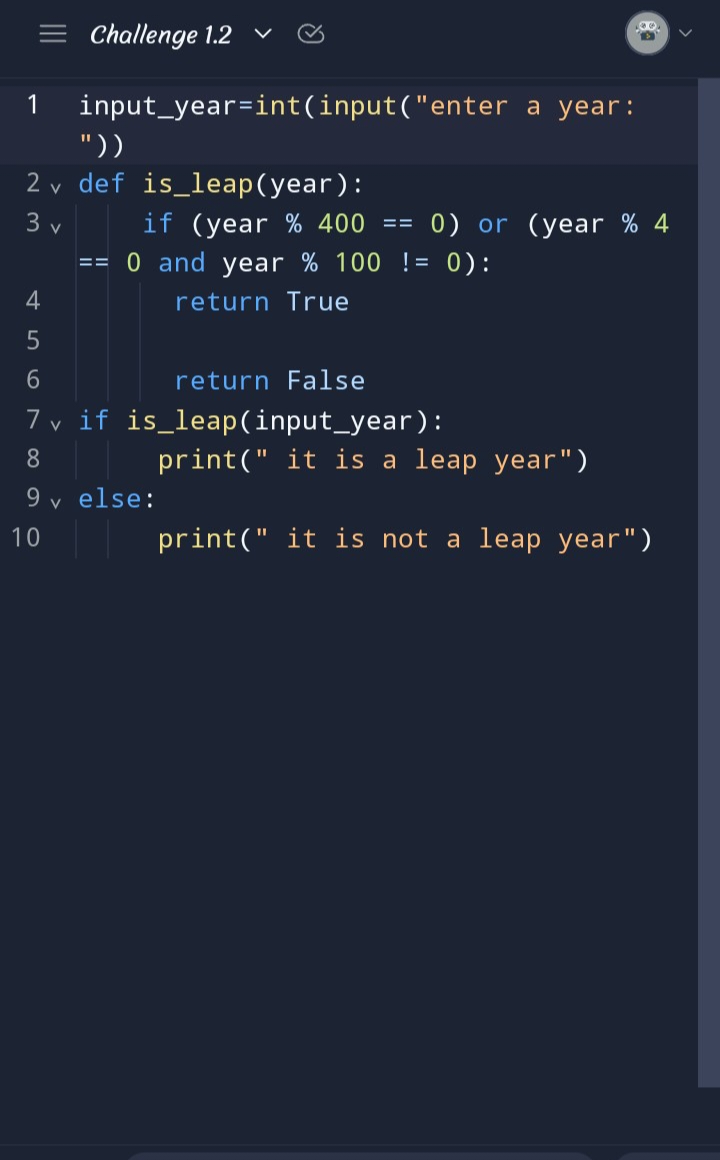 Challenge 1.2
1 input_year=int(input("enter a year:
"))
2 def is_leap(year):
3 if (year % 400 == 0) or (year % 4
== 0 and year % 100 != 0):
4 return True
5
6 return False
7 if is_leap(input_year):
8 print(" it is a leap year")
9 else:
10 print(" it is not a leap year")